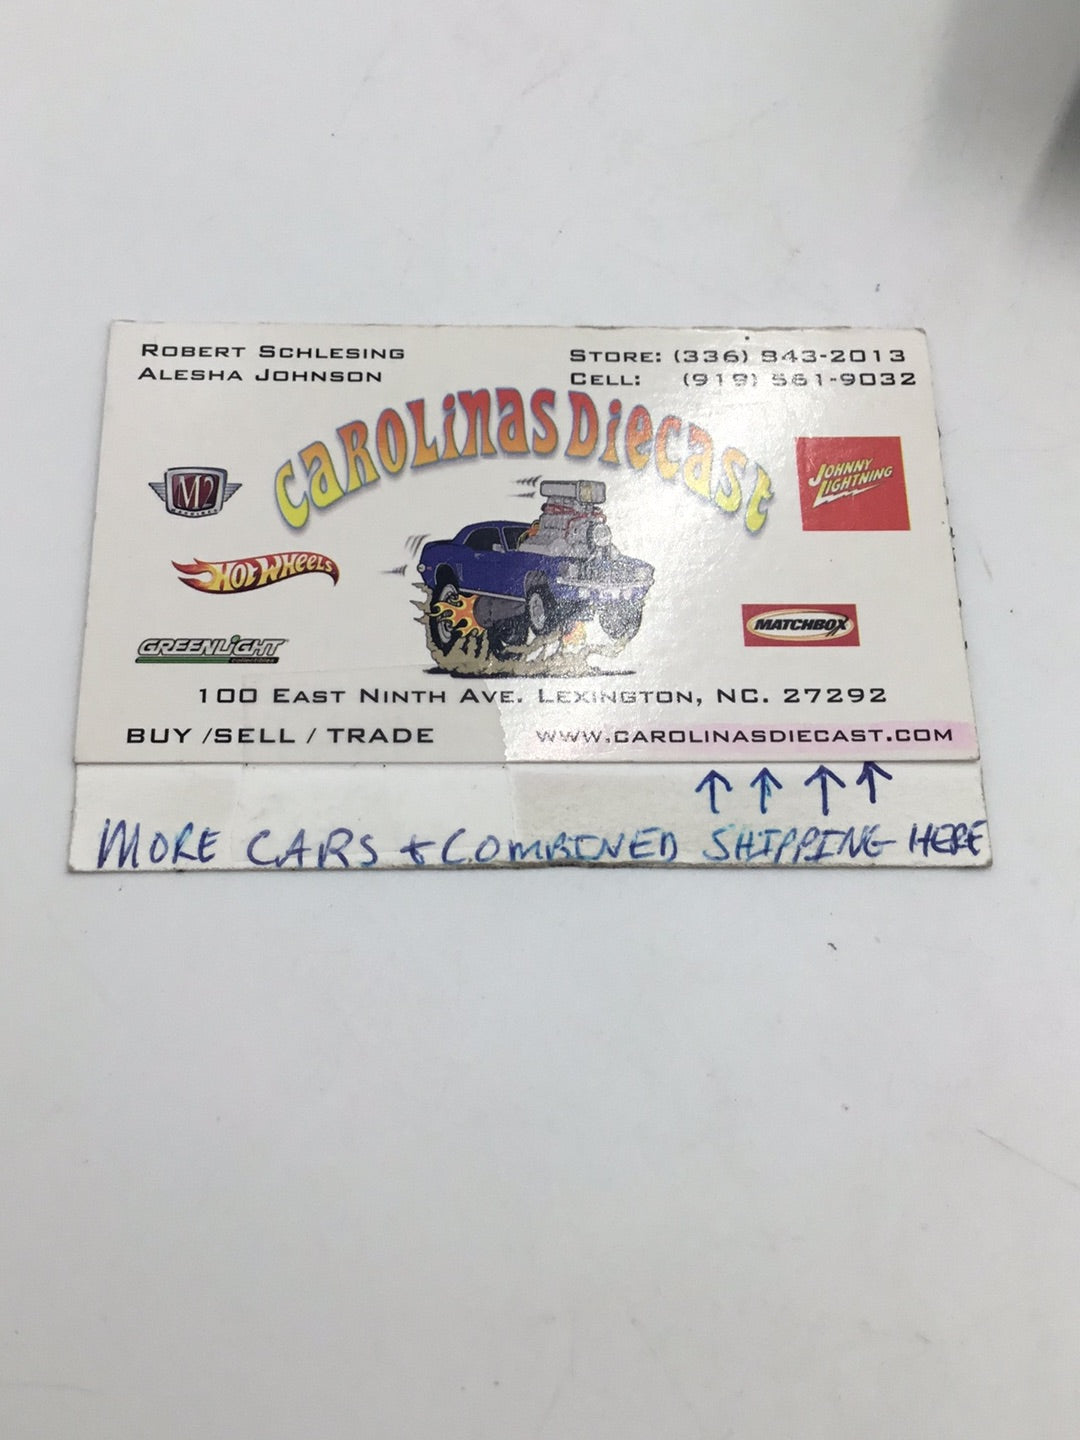 ROBERT SCHLESING
ALESHA JOHNSON
STORE: (336) 843-2013
CELL: (919) 561-9032
CAROLINAS DIECAST
M2
MACHINES
JOHNNY LIGHTNING
HOT WHEELS
MATCHBOX
GREENLIGHT
collectibles
100 EAST NINTH AVE. LEXINGTON, NC. 27292
BUY /SELL / TRADE
WWW.CAROLINASDIECAST.COM
↑ ↑ ↑ ↑
MORE CARS & COMBINED SHIPPING HERE